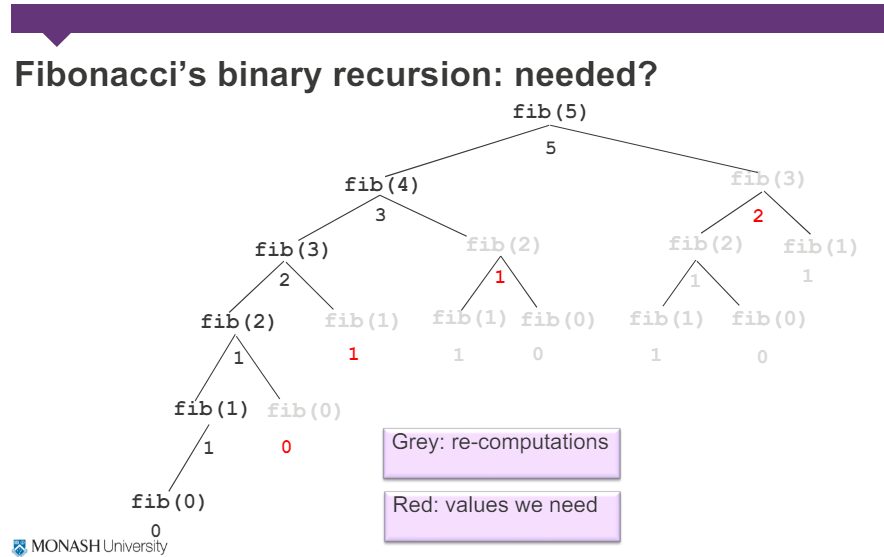 Fibonacci’s binary recursion: needed?
fib(5)
5
fib(4)
fib(3)
3
2
fib(3)
fib(2)
fib(2)
fib(1)
2
1
1
1
fib(2)
fib(1)
fib(1)
fib(0)
fib(1)
fib(0)
1
1
1
0
1
0
fib(1)
fib(0)
1
0
Grey: re-computations
fib(0)
0
Red: values we need
MONASH University